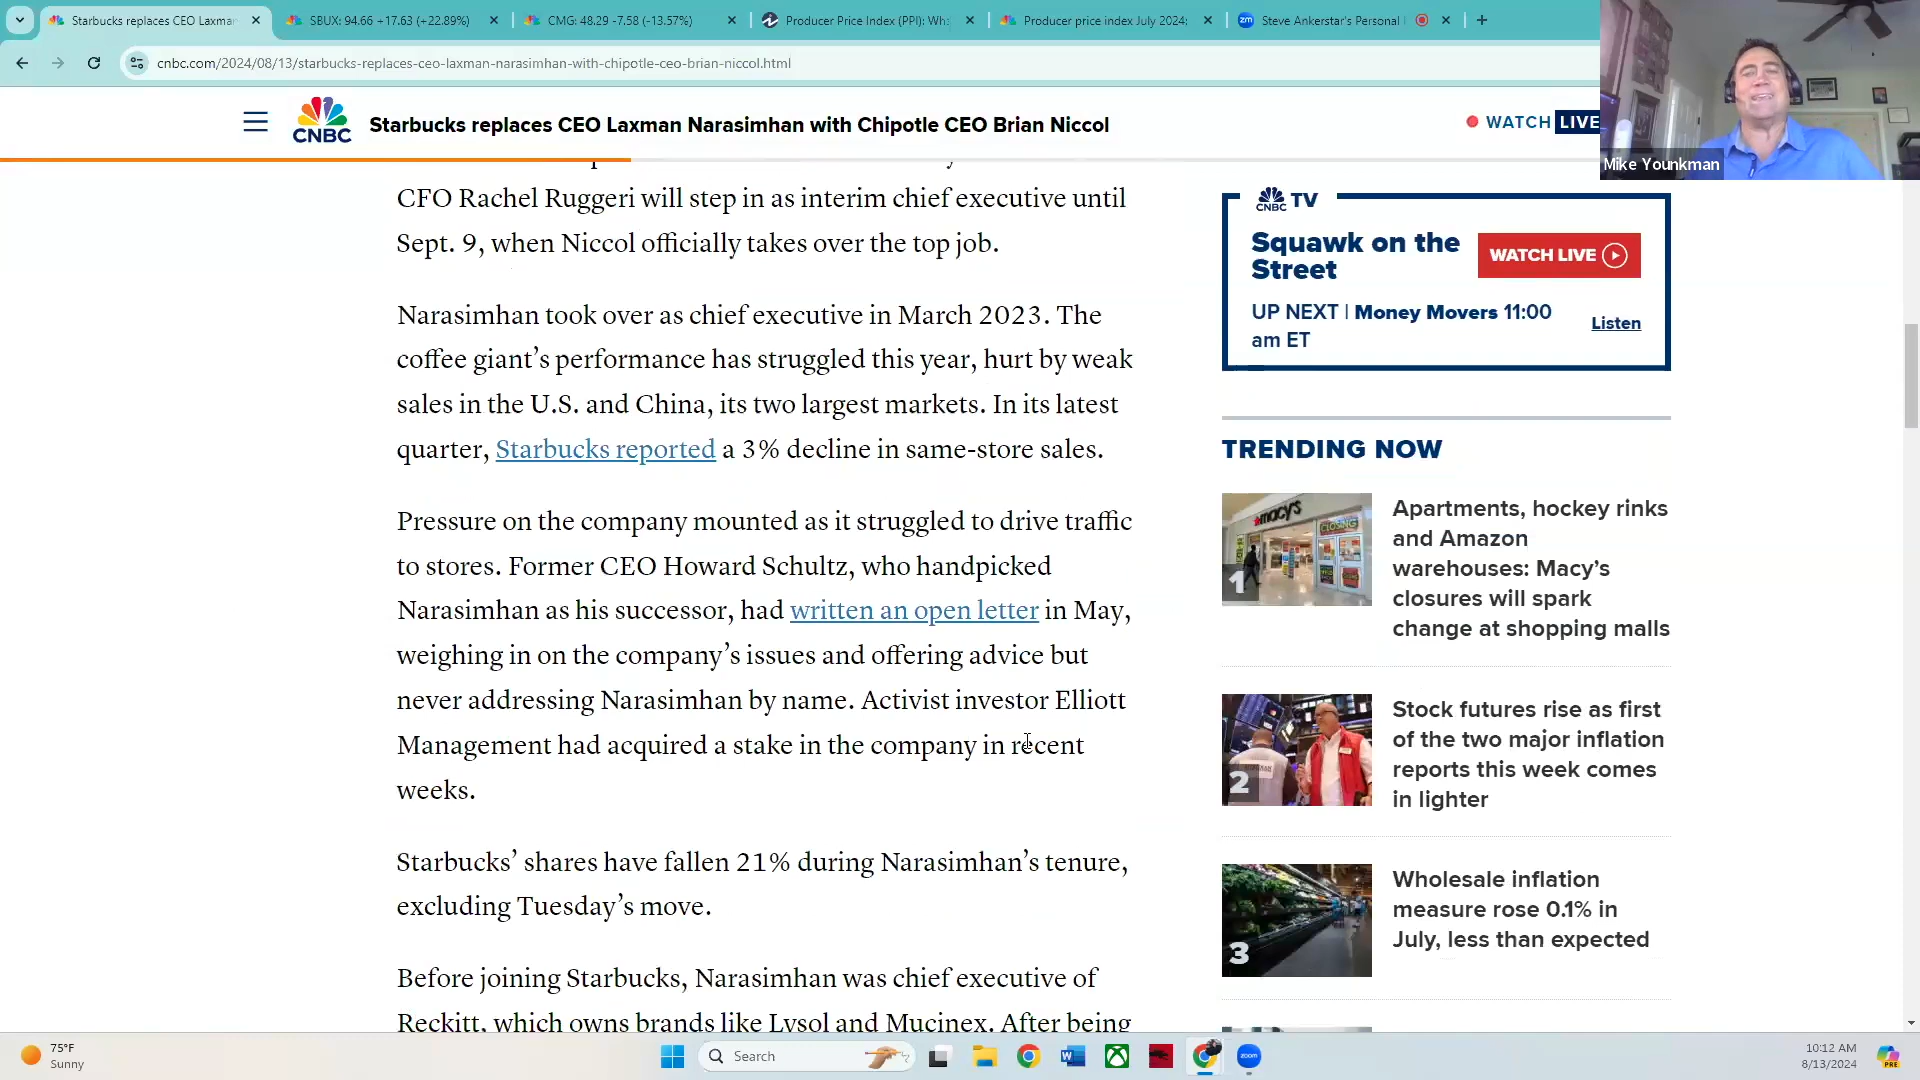 Starbucks replaces CEO Laxman
SBUX: 94.66 +17.63 (+22.89%)
CMG: 48.29 -7.58 (-13.57%)
Producer Price Index (PPI): Wh
Producer price index July 2024:
zm Steve Ankerstar's Personal
cnbc.com/2024/08/13/starbucks-replaces-ceo-laxman-narasimhan-with-chipotle-ceo-brian-niccol.html
CNBC
Starbucks replaces CEO Laxman Narasimhan with Chipotle CEO Brian Niccol
WATCH LIVE
Mike Younkman
CFO Rachel Ruggeri will step in as interim chief executive until
Sept. 9, when Niccol officially takes over the top job.
Narasimhan took over as chief executive in March 2023. The
coffee giant’s performance has struggled this year, hurt by weak
sales in the U.S. and China, its two largest markets. In its latest
quarter, Starbucks reported a 3% decline in same-store sales.
Pressure on the company mounted as it struggled to drive traffic
to stores. Former CEO Howard Schultz, who handpicked
Narasimhan as his successor, had written an open letter in May,
weighing in on the company’s issues and offering advice but
never addressing Narasimhan by name. Activist investor Elliott
Management had acquired a stake in the company in recent
weeks.
Starbucks’ shares have fallen 21% during Narasimhan’s tenure,
excluding Tuesday’s move.
Before joining Starbucks, Narasimhan was chief executive of
Reckitt, which owns brands like Lysol and Mucinex. After being
CNBC TV
Squawk on the
Street
WATCH LIVE
UP NEXT | Money Movers 11:00
am ET
Listen
TRENDING NOW
macy's
CLOSING
1
Apartments, hockey rinks
and Amazon
warehouses: Macy’s
closures will spark
change at shopping malls
2
Stock futures rise as first
of the two major inflation
reports this week comes
in lighter
3
Wholesale inflation
measure rose 0.1% in
July, less than expected
75°F
Sunny
Search
zoom
10:12 AM
8/13/2024
PRE